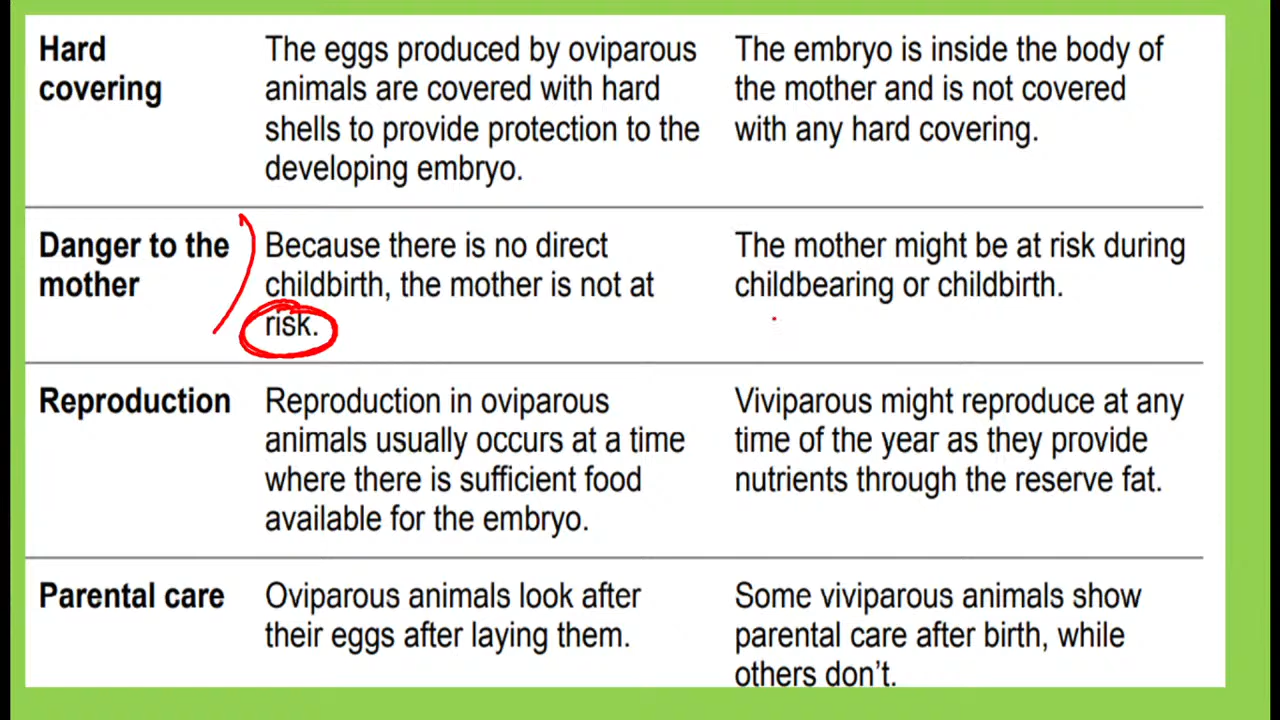 Hard
covering
The eggs produced by oviparous
animals are covered with hard
shells to provide protection to the
developing embryo.
The embryo is inside the body of
the mother and is not covered
with any hard covering.
Danger to the
mother
Because there is no direct
childbirth, the mother is not at
risk.
The mother might be at risk during
childbearing or childbirth.
Reproduction
Reproduction in oviparous
animals usually occurs at a time
where there is sufficient food
available for the embryo.
Viviparous might reproduce at any
time of the year as they provide
nutrients through the reserve fat.
Parental care
Oviparous animals look after
their eggs after laying them.
Some viviparous animals show
parental care after birth, while
others don't.